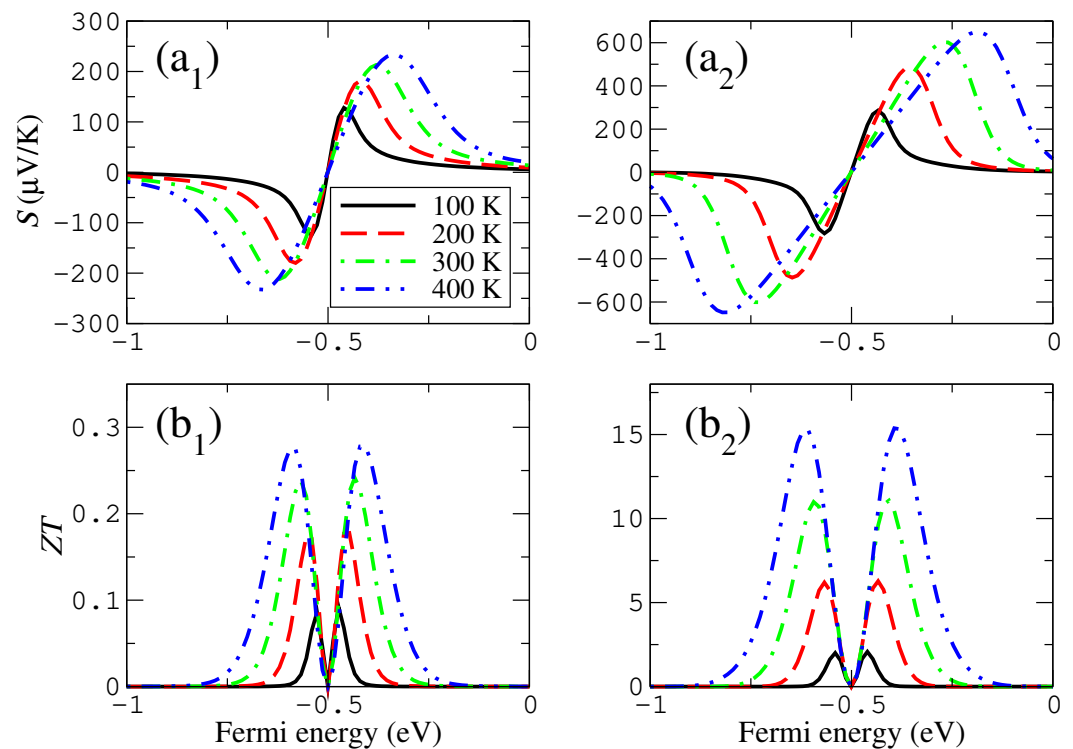 300
200
100
0
-100
-200
-300
S (μV/K)
(a1)
-1
-0.5
0
100 K
200 K
300 K
400 K
600
400
200
0
-200
-400
-600
(a2)
-1
-0.5
0
0.3
0.2
0.1
0
ZT
(b1)
-1
-0.5
0
Fermi energy (eV)
15
10
5
0
(b2)
-1
-0.5
0
Fermi energy (eV)